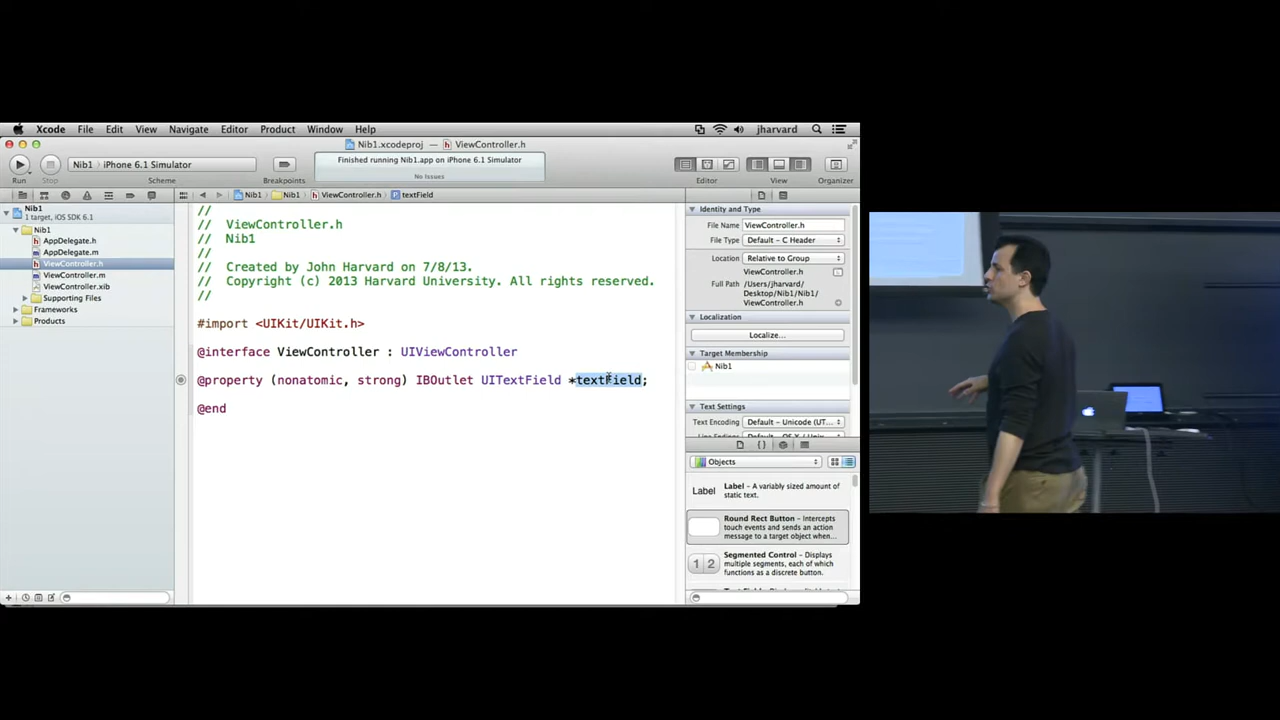 Xcode File Edit View Navigate Editor Product Window Help jharvard
Nib1.xcodeproj — ViewController.h
Nib1 iPhone 6.1 Simulator
Finished running Nib1.app on iPhone 6.1 Simulator
No Issues
Run Stop Scheme Breakpoints Editor View Organizer
Nib1
1 target, iOS SDK 6.1
Nib1
AppDelegate.h
AppDelegate.m
ViewController.h
ViewController.m
ViewController.xib
Supporting Files
Frameworks
Products
Nib1 Nib1 ViewController.h textField
//
// ViewController.h
// Nib1
//
// Created by John Harvard on 7/8/13.
// Copyright (c) 2013 Harvard University. All rights reserved.
//
#import <UIKit/UIKit.h>
@interface ViewController : UIViewController
@property (nonatomic, strong) IBOutlet UITextField *textField;
@end
Identity and Type
File Name ViewController.h
File Type Default - C Header
Location Relative to Group
ViewController.h
Full Path /Users/jharvard/
Desktop/Nib1/Nib1/
ViewController.h
Localization
Localize...
Target Membership
Nib1
Text Settings
Text Encoding Default - Unicode (UT...
Objects
Label
Label - A variably sized amount of
static text.
Round Rect Button - Intercepts
touch events and sends an action
message to a target object when...
1 2
Segmented Control - Displays
multiple segments, each of which
functions as a discrete button.